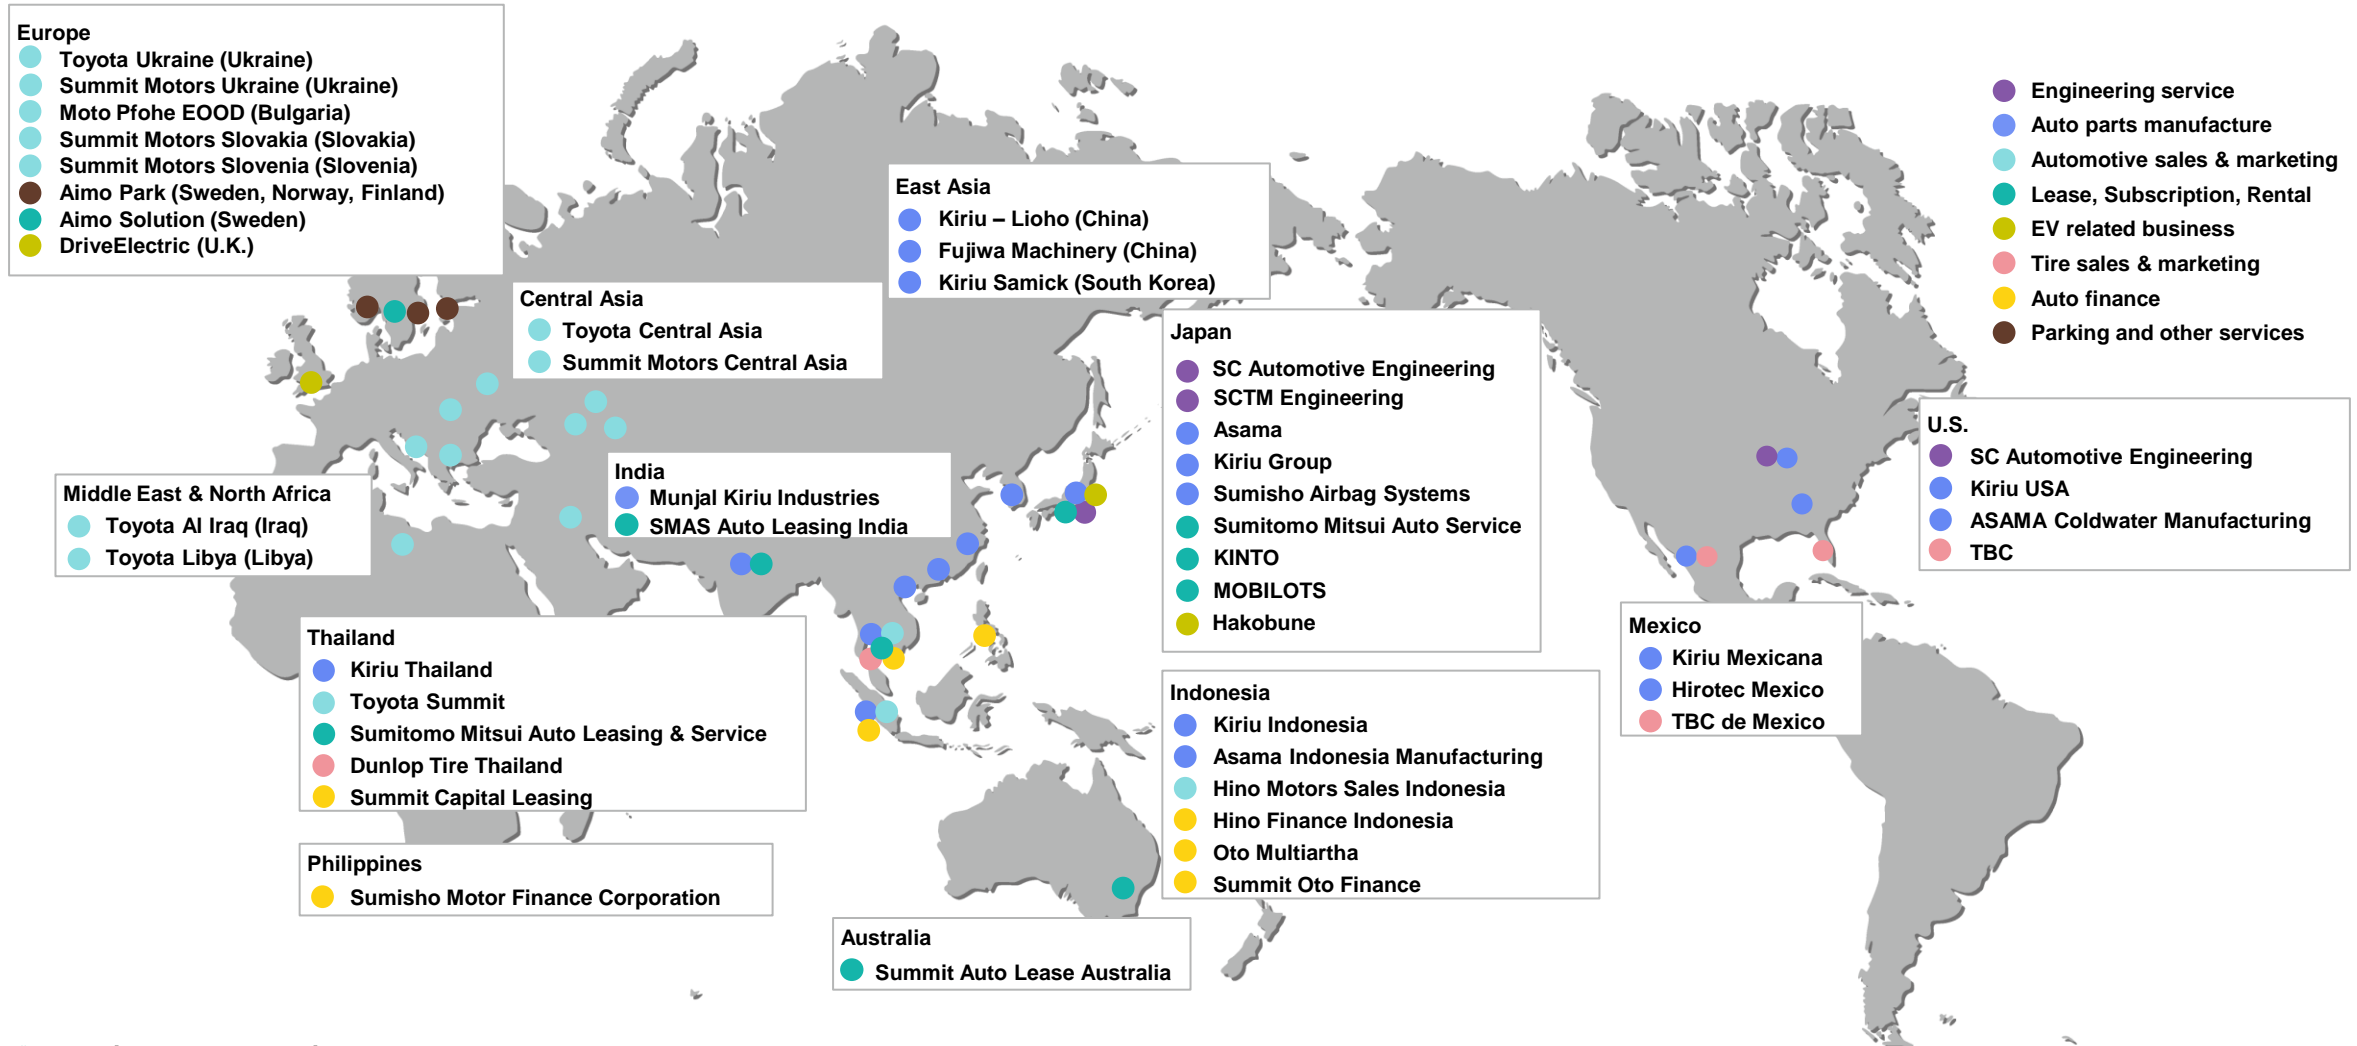 Europe
Toyota Ukraine (Ukraine)
Summit Motors Ukraine (Ukraine)
Moto Pfohe EOOD (Bulgaria)
Summit Motors Slovakia (Slovakia)
Summit Motors Slovenia (Slovenia)
Aimo Park (Sweden, Norway, Finland)
Aimo Solution (Sweden)
DriveElectric (U.K.)
Engineering service
Auto parts manufacture
Automotive sales & marketing
Lease, Subscription, Rental
EV related business
Tire sales & marketing
Auto finance
Parking and other services
East Asia
Kiriu – Lioho (China)
Fujiwa Machinery (China)
Kiriu Samick (South Korea)
Central Asia
Toyota Central Asia
Summit Motors Central Asia
Japan
SC Automotive Engineering
SCTM Engineering
Asama
Kiriu Group
Sumisho Airbag Systems
Sumitomo Mitsui Auto Service
KINTO
MOBILOTS
Hakobune
U.S.
SC Automotive Engineering
Kiriu USA
ASAMA Coldwater Manufacturing
TBC
India
Munjal Kiriu Industries
SMAS Auto Leasing India
Middle East & North Africa
Toyota Al Iraq (Iraq)
Toyota Libya (Libya)
Thailand
Kiriu Thailand
Toyota Summit
Sumitomo Mitsui Auto Leasing & Service
Dunlop Tire Thailand
Summit Capital Leasing
Mexico
Kiriu Mexicana
Hirotec Mexico
TBC de Mexico
Indonesia
Kiriu Indonesia
Asama Indonesia Manufacturing
Hino Motors Sales Indonesia
Hino Finance Indonesia
Oto Multiartha
Summit Oto Finance
Philippines
Sumisho Motor Finance Corporation
Australia
Summit Auto Lease Australia